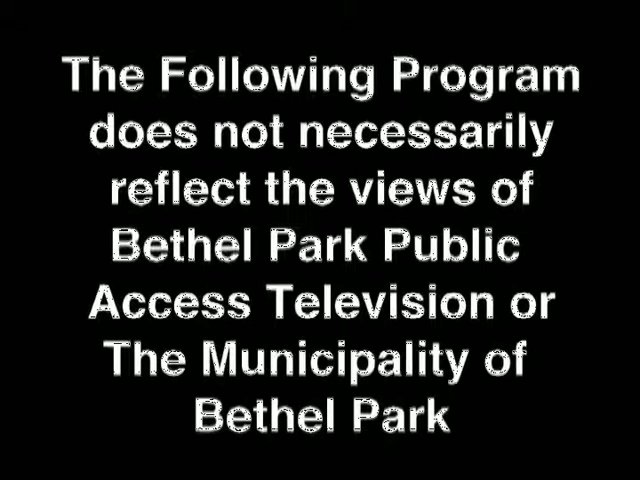 The Following Program
does not necessarily
reflect the views of
Bethel Park Public
Access Television or
The Municipality of
Bethel Park